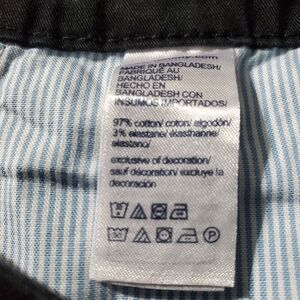 MADE IN BANGLADESH/
FABRIQUÉ AU
BANGLADESH/
HECHO EN
BANGLADESH CON
INSUMOS IMPORTADOS/
97% cotton/ coton/ algodón/
3% elastane/ élasthanne/
elastano/
exclusive of decoration/
sauf décoration/ excluye la
decoración